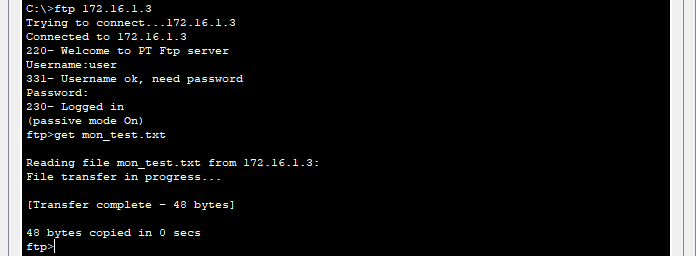 C:\>ftp 172.16.1.3
Trying to connect...172.16.1.3
Connected to 172.16.1.3
220- Welcome to PT Ftp server
Username:user
331- Username ok, need password
Password:
230- Logged in
(passive mode On)
ftp>get mon_test.txt
Reading file mon_test.txt from 172.16.1.3:
File transfer in progress...
[Transfer complete - 48 bytes]
48 bytes copied in 0 secs
ftp>